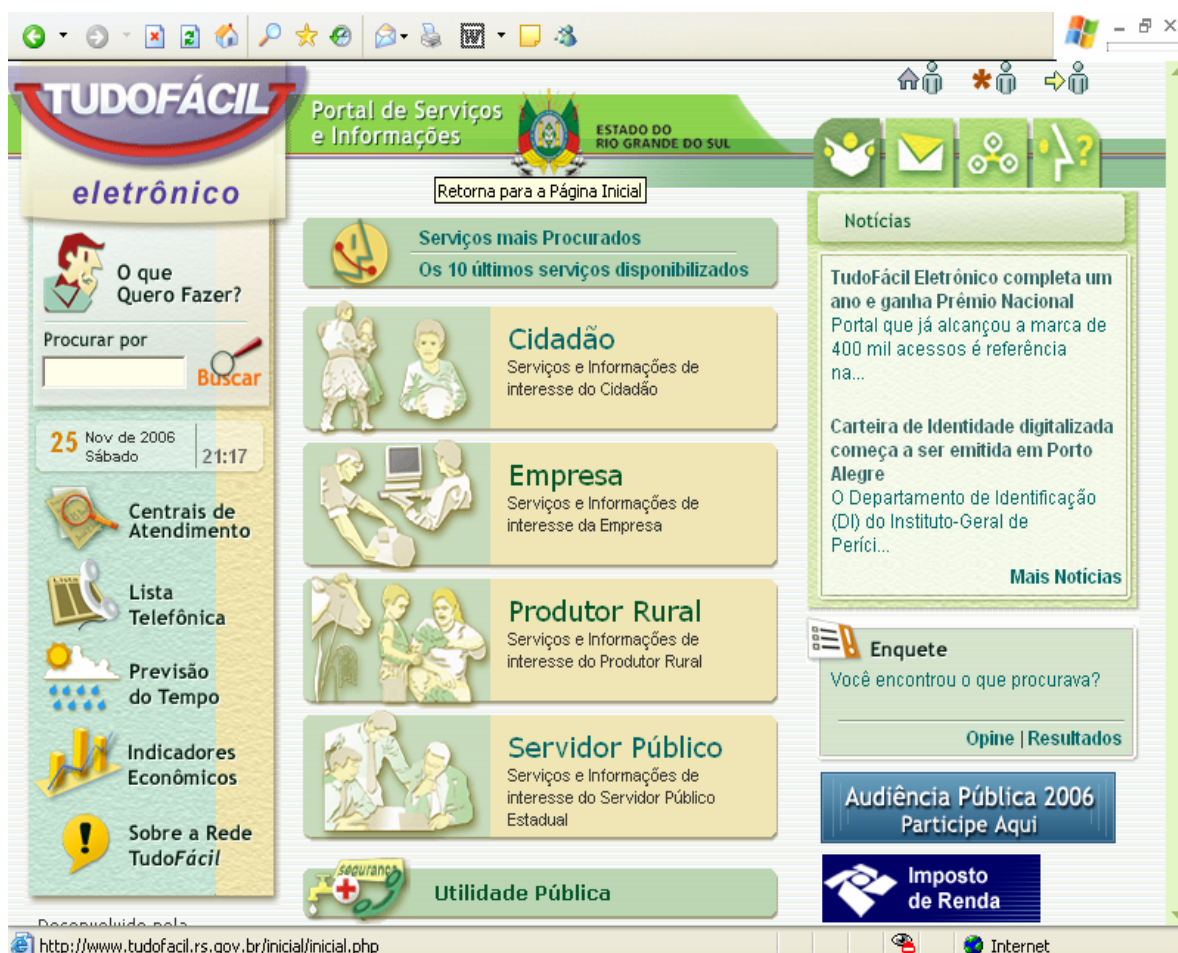 TUDOFÁCIL
eletrônico
Portal de Serviços
e Informações
ESTADO DO
RIO GRANDE DO SUL
Retorna para a Página Inicial
O que
Quero Fazer?
Procurar por
Buscar
25 Nov de 2006
Sábado
21:17
Centrais de
Atendimento
Lista
Lista
Telefônica
Previsão
do Tempo
Indicadores
Econômicos
Sobre a Rede
TudoFácil
Serviços mais Procurados
Os 10 últimos serviços disponibilizados
Cidadão
Serviços e Informações de
interesse do Cidadão
Empresa
Serviços e Informações de
interesse da Empresa
Produtor Rural
Serviços e Informações de
interesse do Produtor Rural
Servidor Público
Serviços e Informações de
interesse do Servidor Público
Estadual
segurança
Utilidade Pública
Notícias
TudoFácil Eletrônico completa um
ano e ganha Prêmio Nacional
Portal que já alcançou a marca de
400 mil acessos é referência
na...
Carteira de Identidade digitalizada
começa a ser emitida em Porto
Alegre
O Departamento de Identificação
(DI) do Instituto-Geral de
Períci...
Mais Notícias
Enquete
Você encontrou o que procurava?
Opine | Resultados
Audiência Pública 2006
Participe Aqui
Imposto
de Renda
http://www.tudofacil.rs.gov.br/inicial/inicial.php
Internet